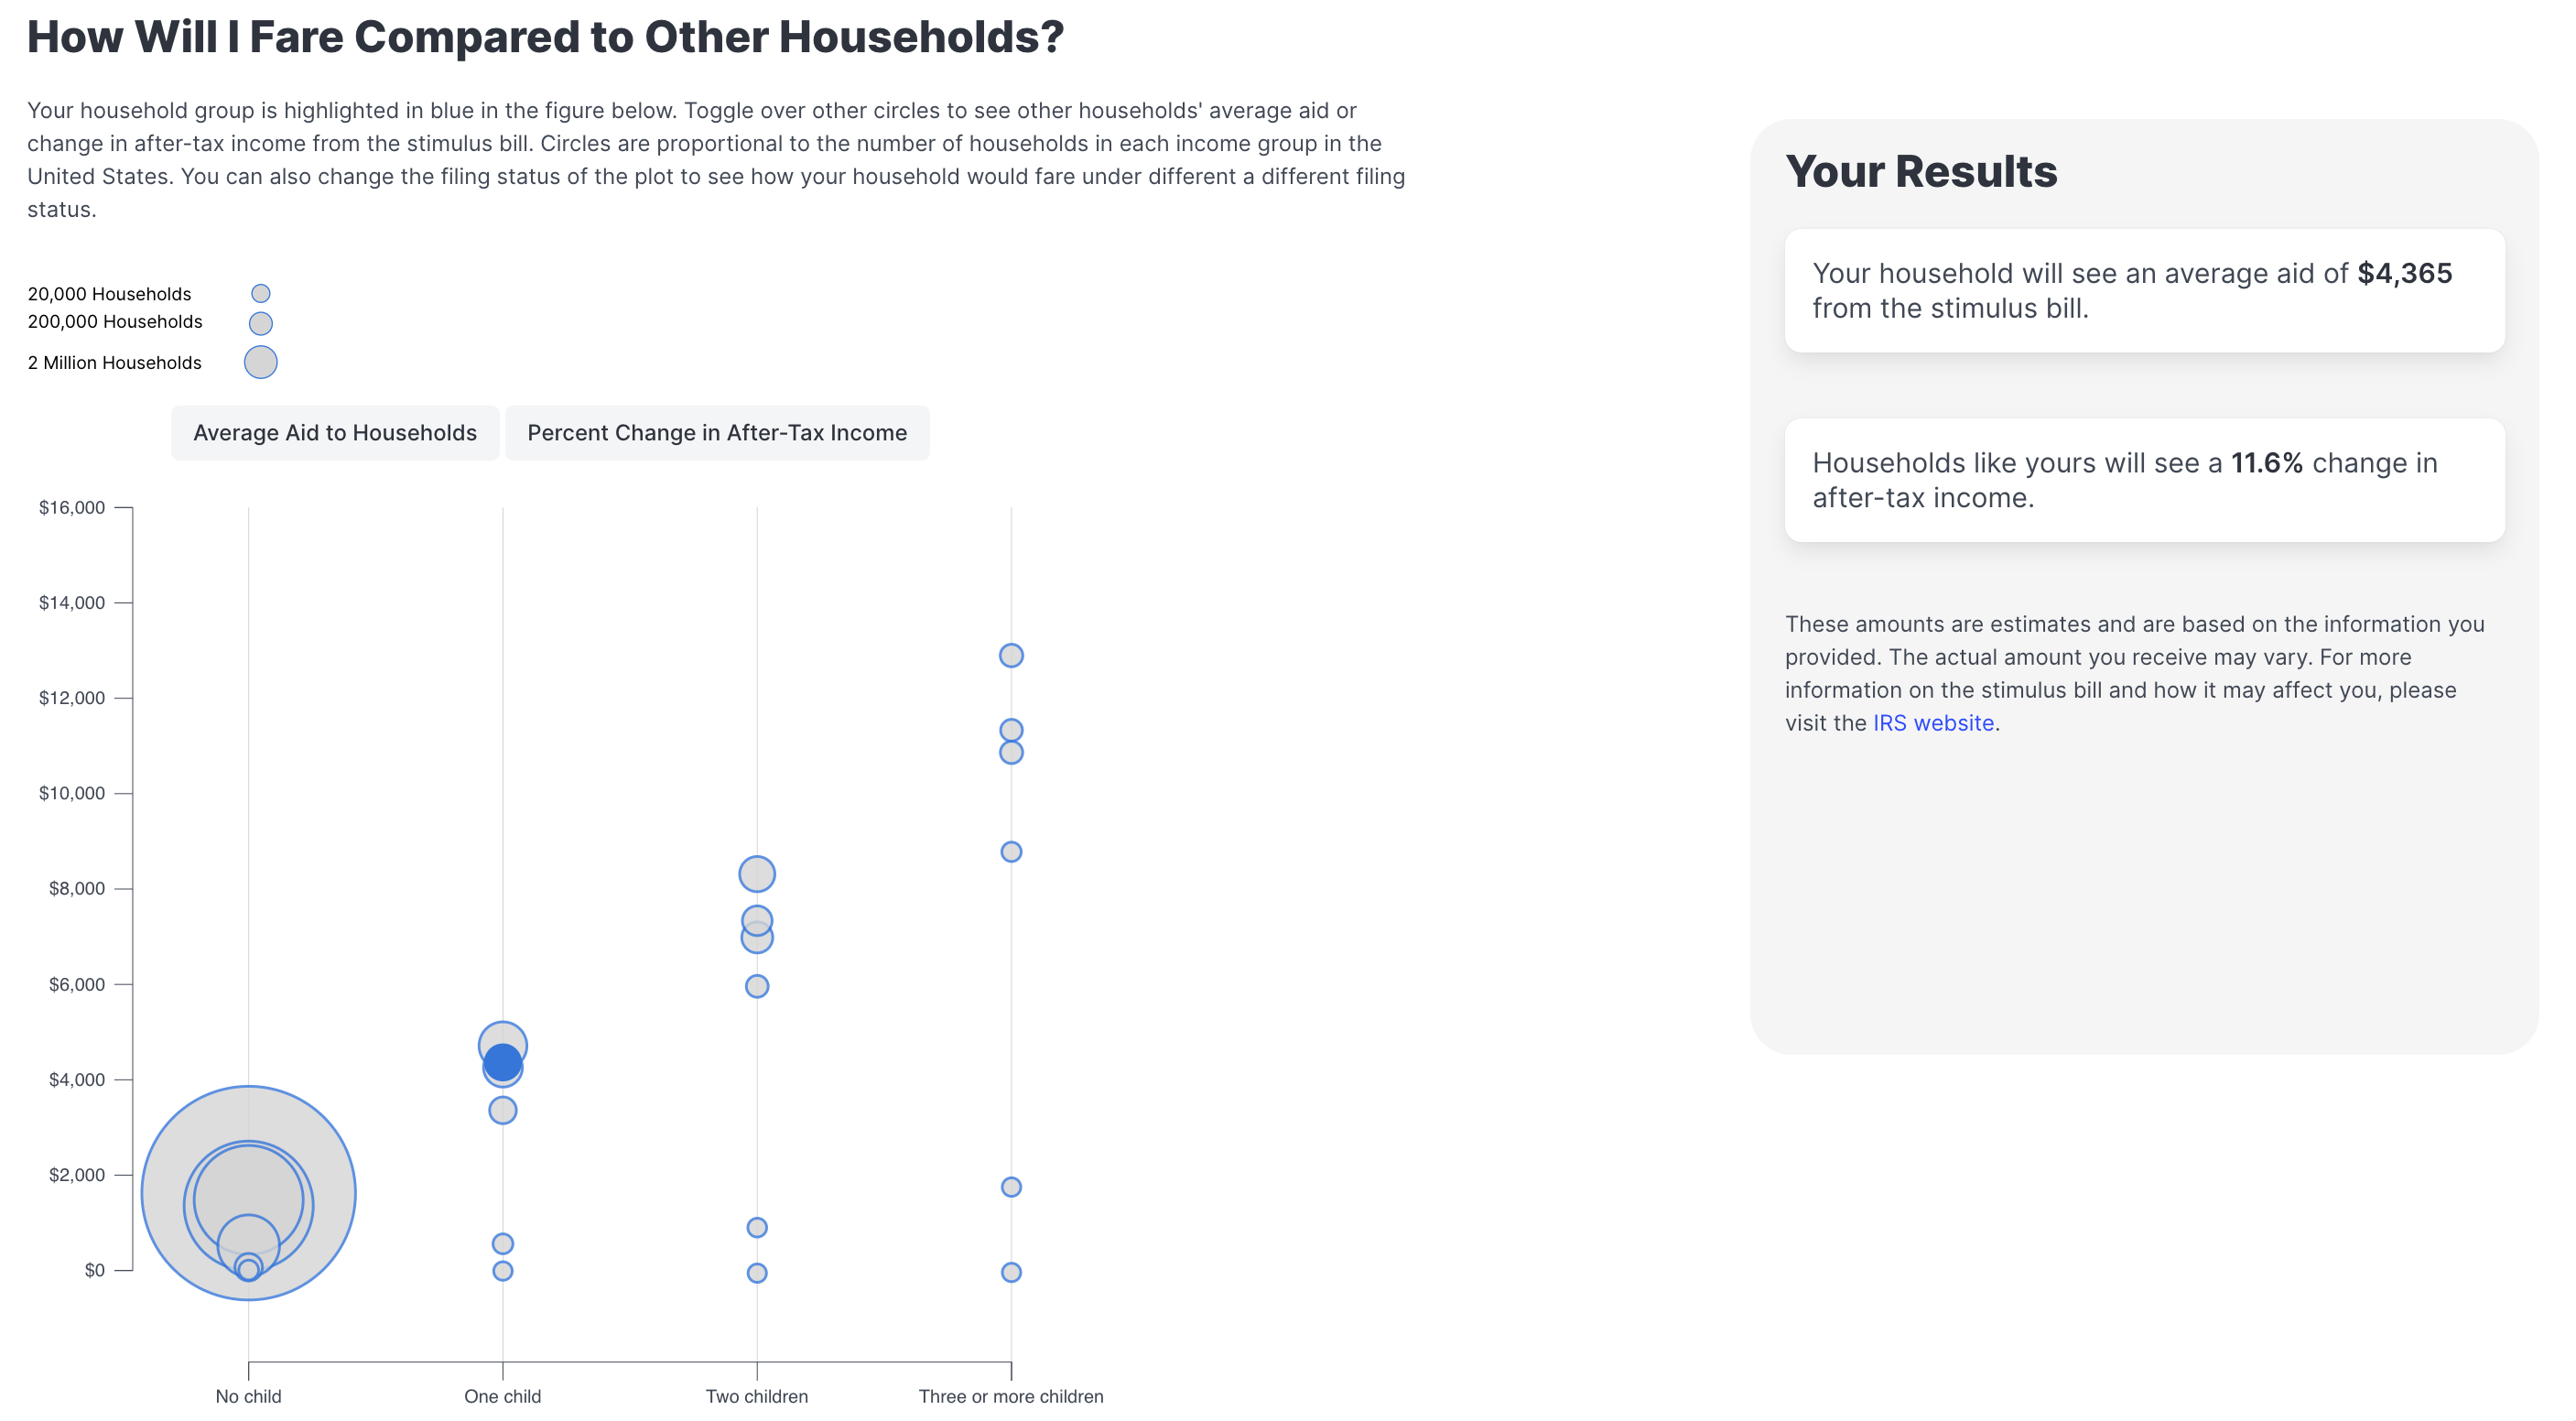 How Will I Fare Compared to Other Households?
Your household group is highlighted in blue in the figure below. Toggle over other circles to see other households' average aid or
change in after-tax income from the stimulus bill. Circles are proportional to the number of households in each income group in the
United States. You can also change the filing status of the plot to see how your household would fare under different a different filing
status.
20,000 Households
200,000 Households
2 Million Households
Average Aid to Households
Percent Change in After-Tax Income
$16,000
$14,000
$12,000
$10,000
$8,000
$6,000
$4,000
$2,000
$0
No child
One child
Two children
Three or more children
Your Results
Your household will see an average aid of $4,365
from the stimulus bill.
Households like yours will see a 11.6% change in
after-tax income.
These amounts are estimates and are based on the information you
provided. The actual amount you receive may vary. For more
information on the stimulus bill and how it may affect you, please
visit the IRS website.